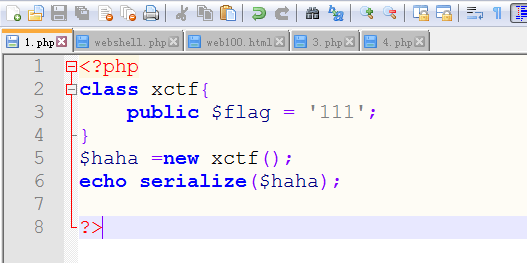 1.php webshell.php web100.html 3.php 4.php
1 <?php
2 class xctf{
3 public $flag = '111';
4 }
5 $haha =new xctf();
6 echo serialize($haha);
7
8 ?>